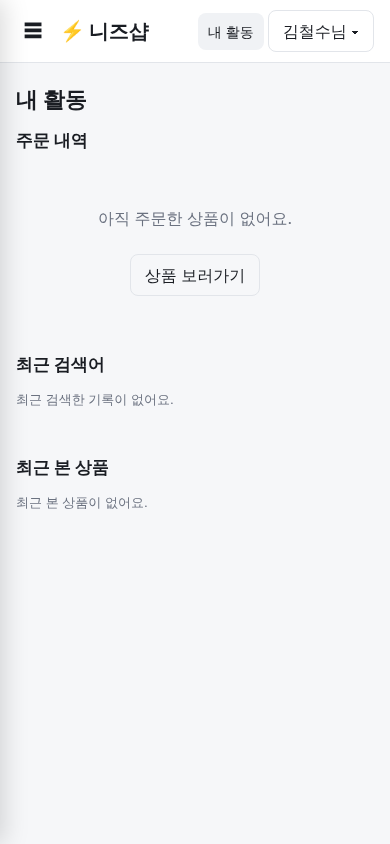 니즈샵
내 활동
김철수님
내 활동
주문 내역
아직 주문한 상품이 없어요.
상품 보러가기
최근 검색어
최근 검색한 기록이 없어요.
최근 본 상품
최근 본 상품이 없어요.